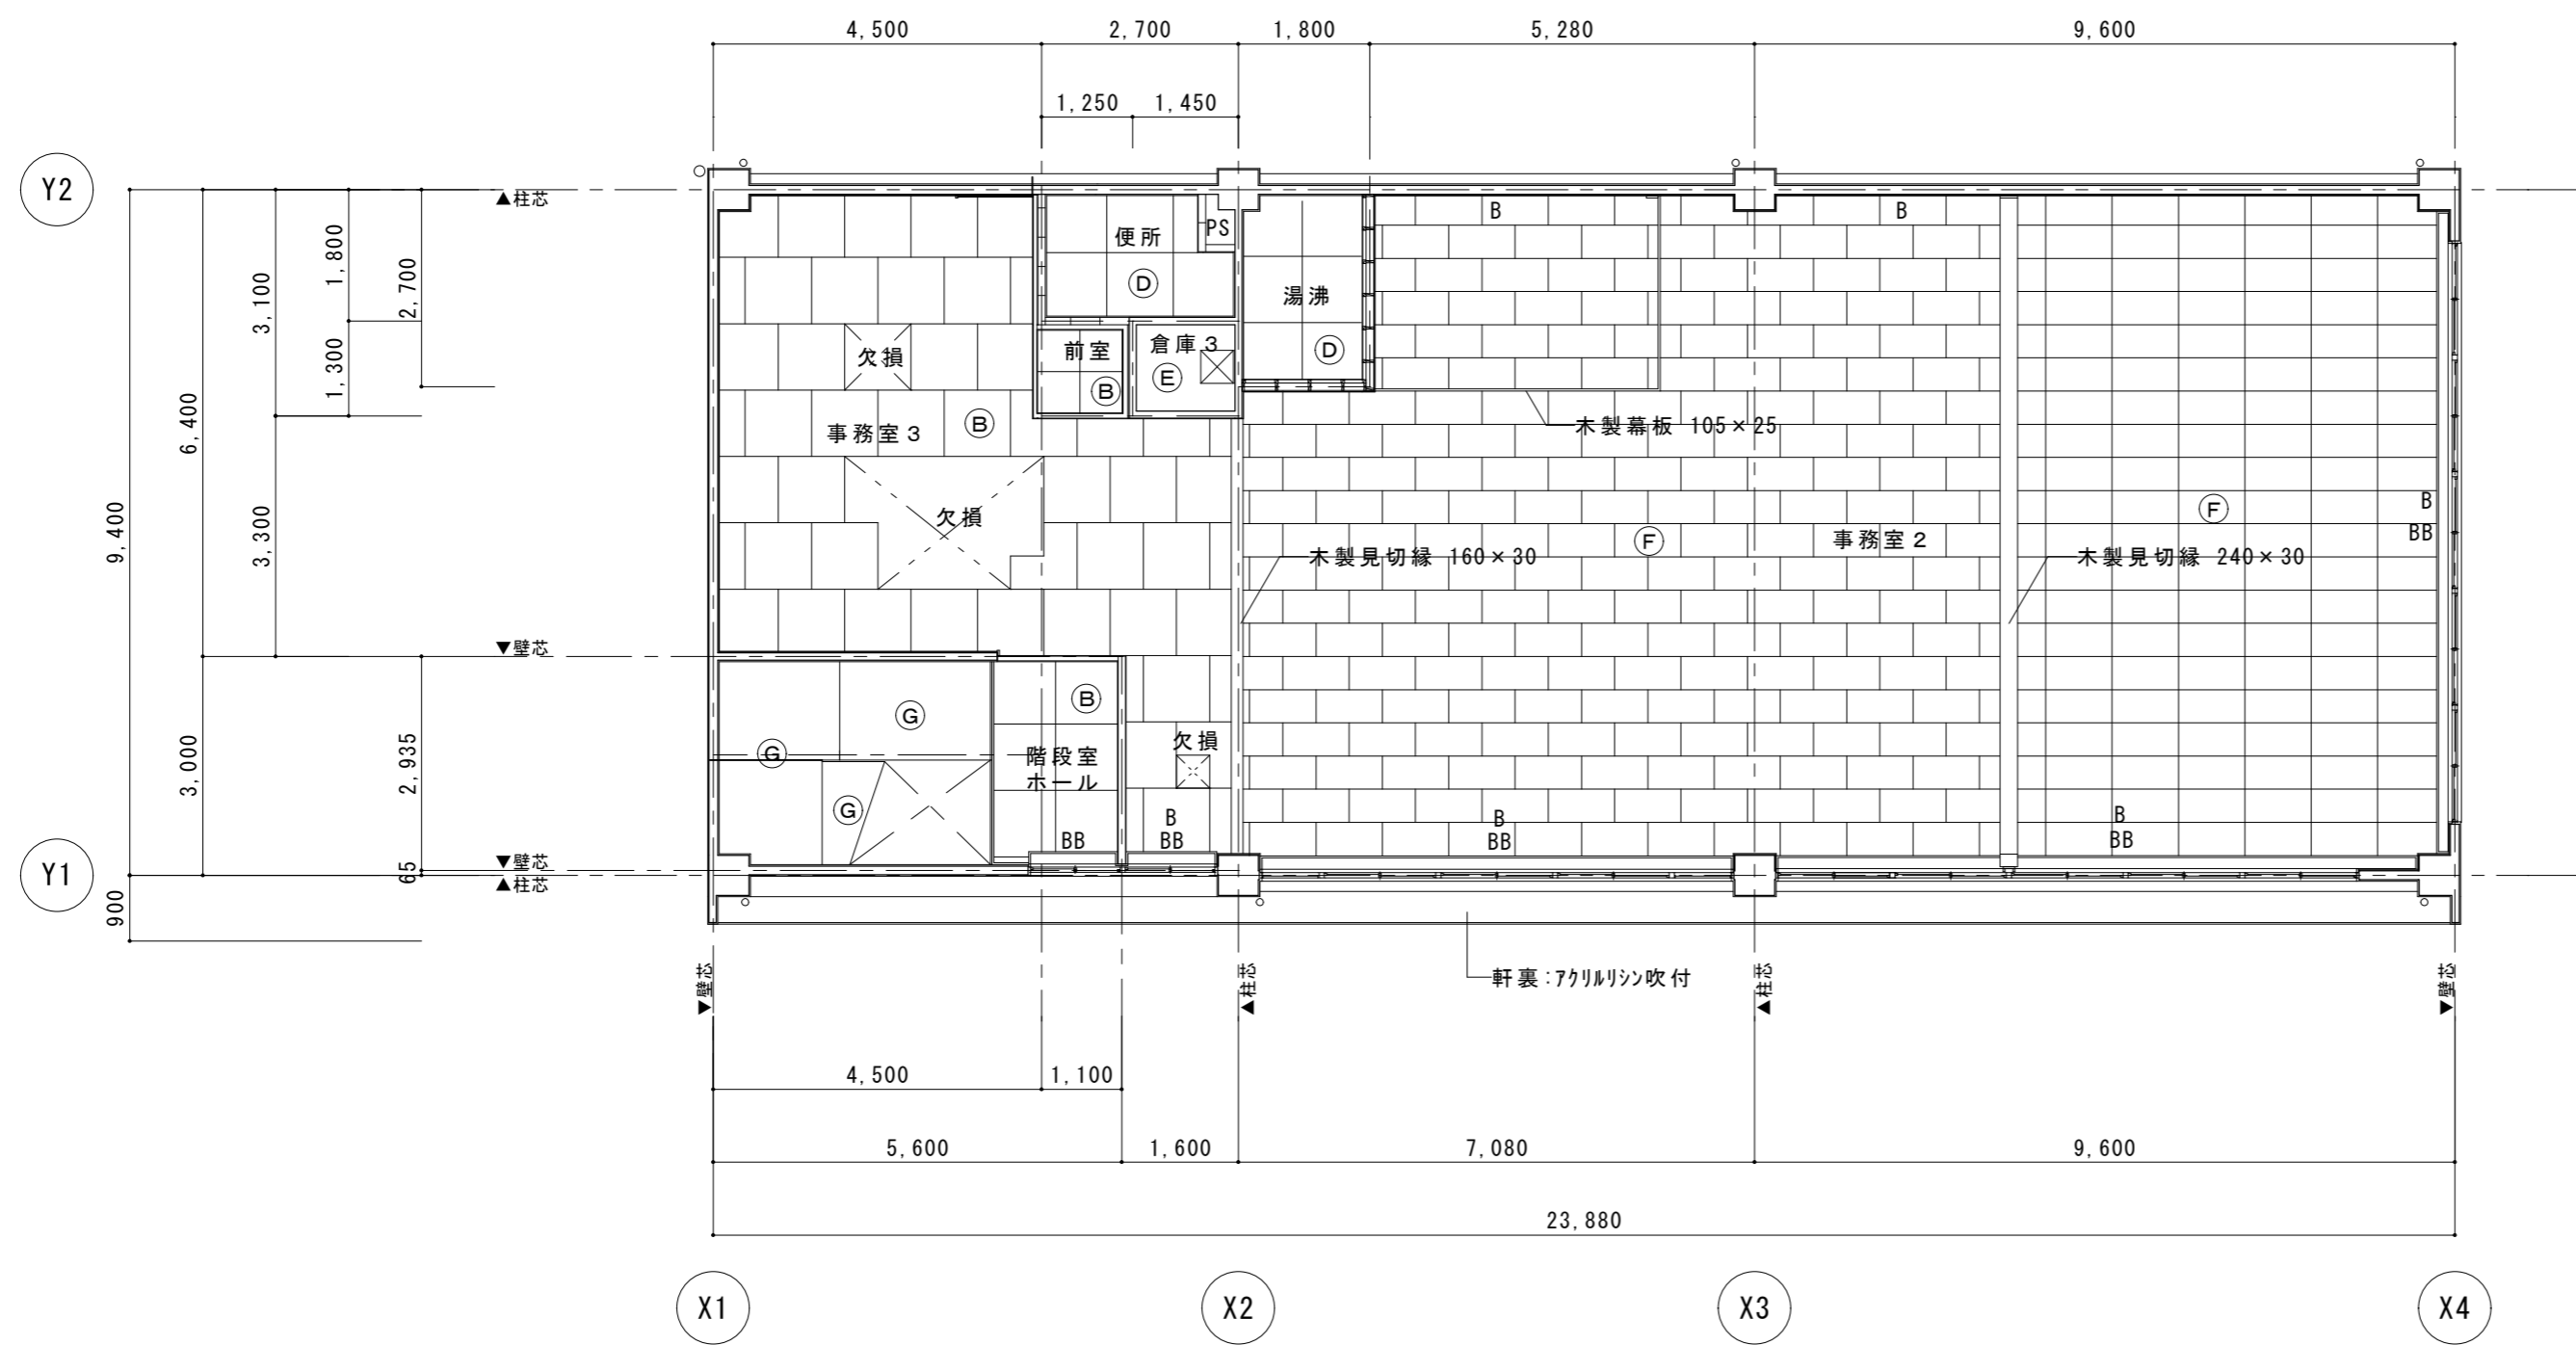 4,500
2,700
1,800
5,280
9,600
1,250
1,450
Y2
▲柱芯
1,800
2,700
3,100
1,300
6,400
9,400
3,300
▼壁芯
3,000
2,935
▼壁芯
65
▲柱芯
Y1
900
便所
PS
D
湯沸
D
前室
B
倉庫3
E
欠損
事務室3
B
欠損
B
B
木製幕板 105×25
F
事務室2
木製見切縁 160×30
F
木製見切縁 240×30
B
BB
G
G
G
B
階段室
ホール
BB
欠損
B
BB
B
BB
B
BB
軒裏:アクリルリシン吹付
▼壁芯
▲柱芯
▲柱芯
▼壁芯
4,500
1,100
5,600
1,600
7,080
9,600
23,880
X1
X2
X3
X4